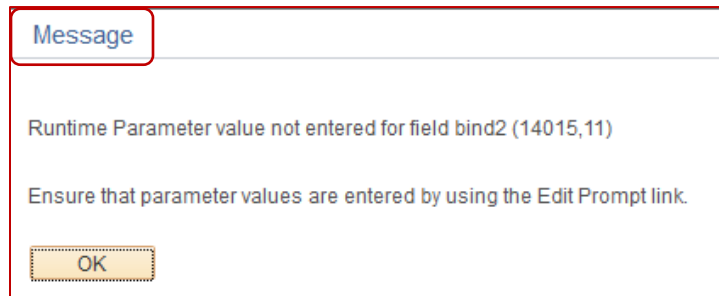 Message
Runtime Parameter value not entered for field bind2 (14015,11)
Ensure that parameter values are entered by using the Edit Prompt link.
OK